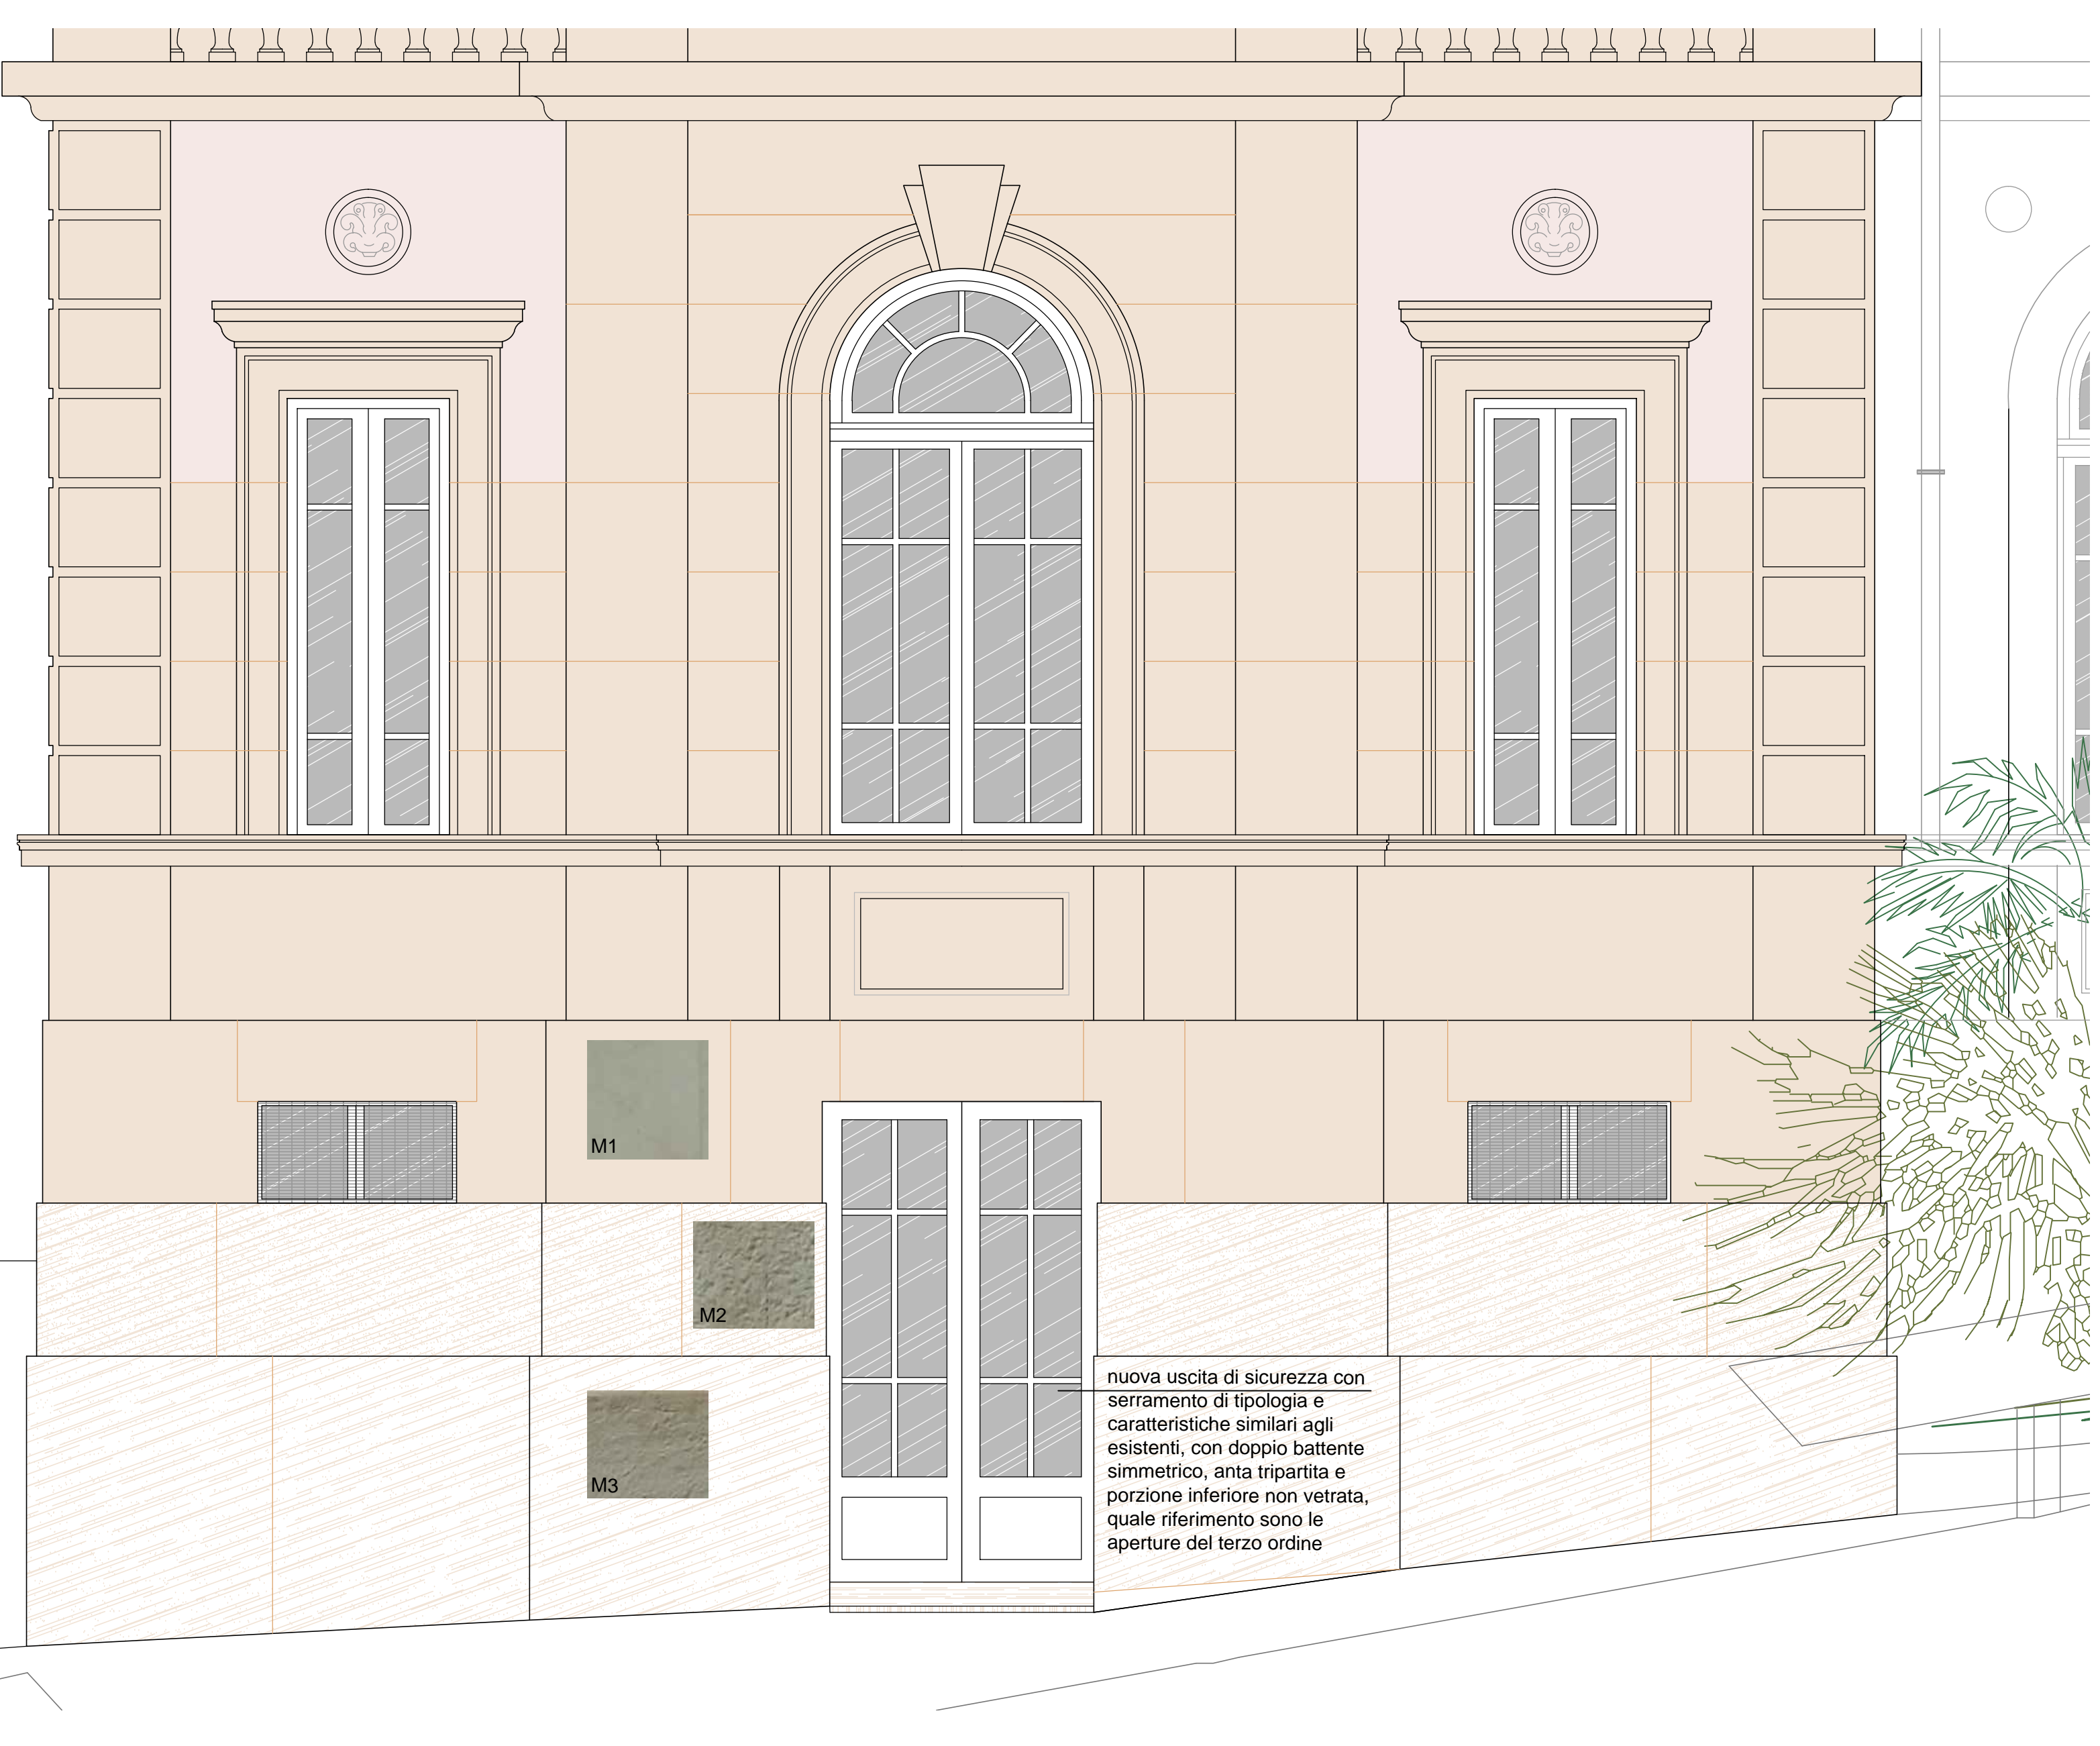 M1
M2
M3
nuova uscita di sicurezza con
serramento di tipologia e
caratteristiche similari agli
esistenti, con doppio battente
simmetrico, anta tripartita e
porzione inferiore non vetrata,
quale riferimento sono le
aperture del terzo ordine